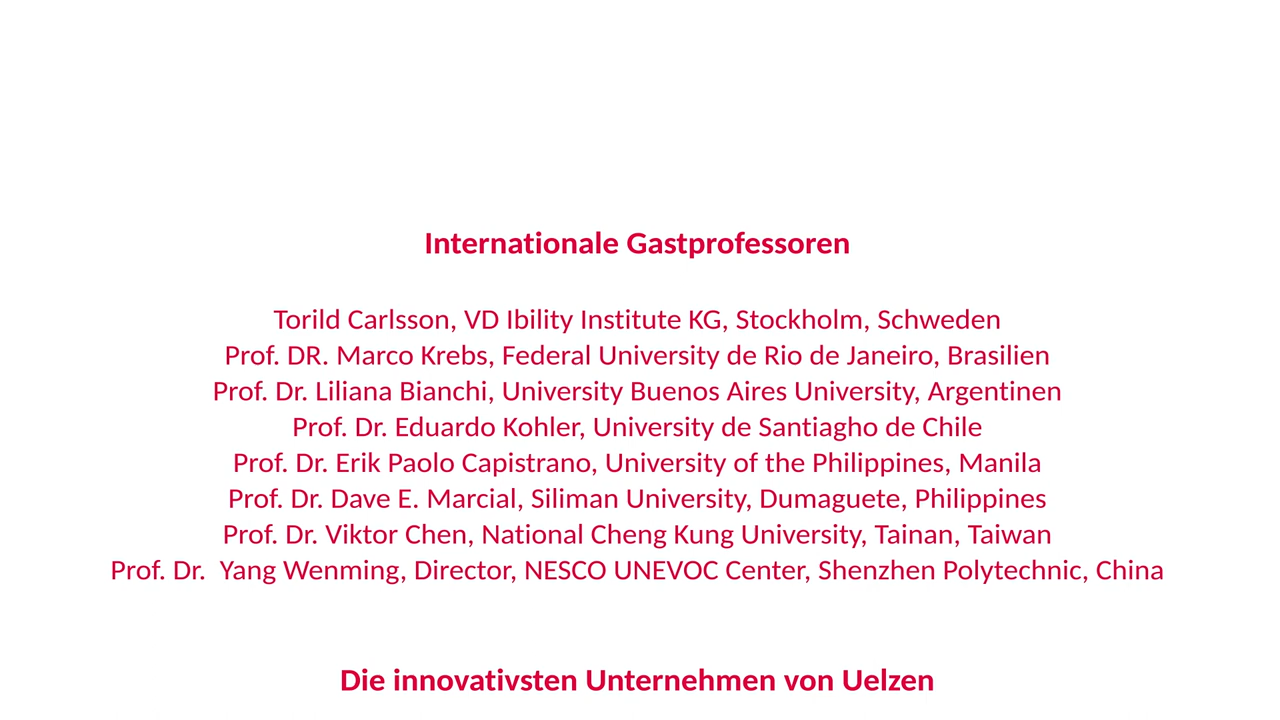 Internationale Gastprofessoren
Torild Carlsson, VD Ibility Institute KG, Stockholm, Schweden
Prof. DR. Marco Krebs, Federal University de Rio de Janeiro, Brasilien
Prof. Dr. Liliana Bianchi, University Buenos Aires University, Argentinen
Prof. Dr. Eduardo Kohler, University de Santiagho de Chile
Prof. Dr. Erik Paolo Capistrano, University of the Philippines, Manila
Prof. Dr. Dave E. Marcial, Siliman University, Dumaguete, Philippines
Prof. Dr. Viktor Chen, National Cheng Kung University, Tainan, Taiwan
Prof. Dr.  Yang Wenming, Director, NESCO UNEVOC Center, Shenzhen Polytechnic, China
Die innovativsten Unternehmen von Uelzen